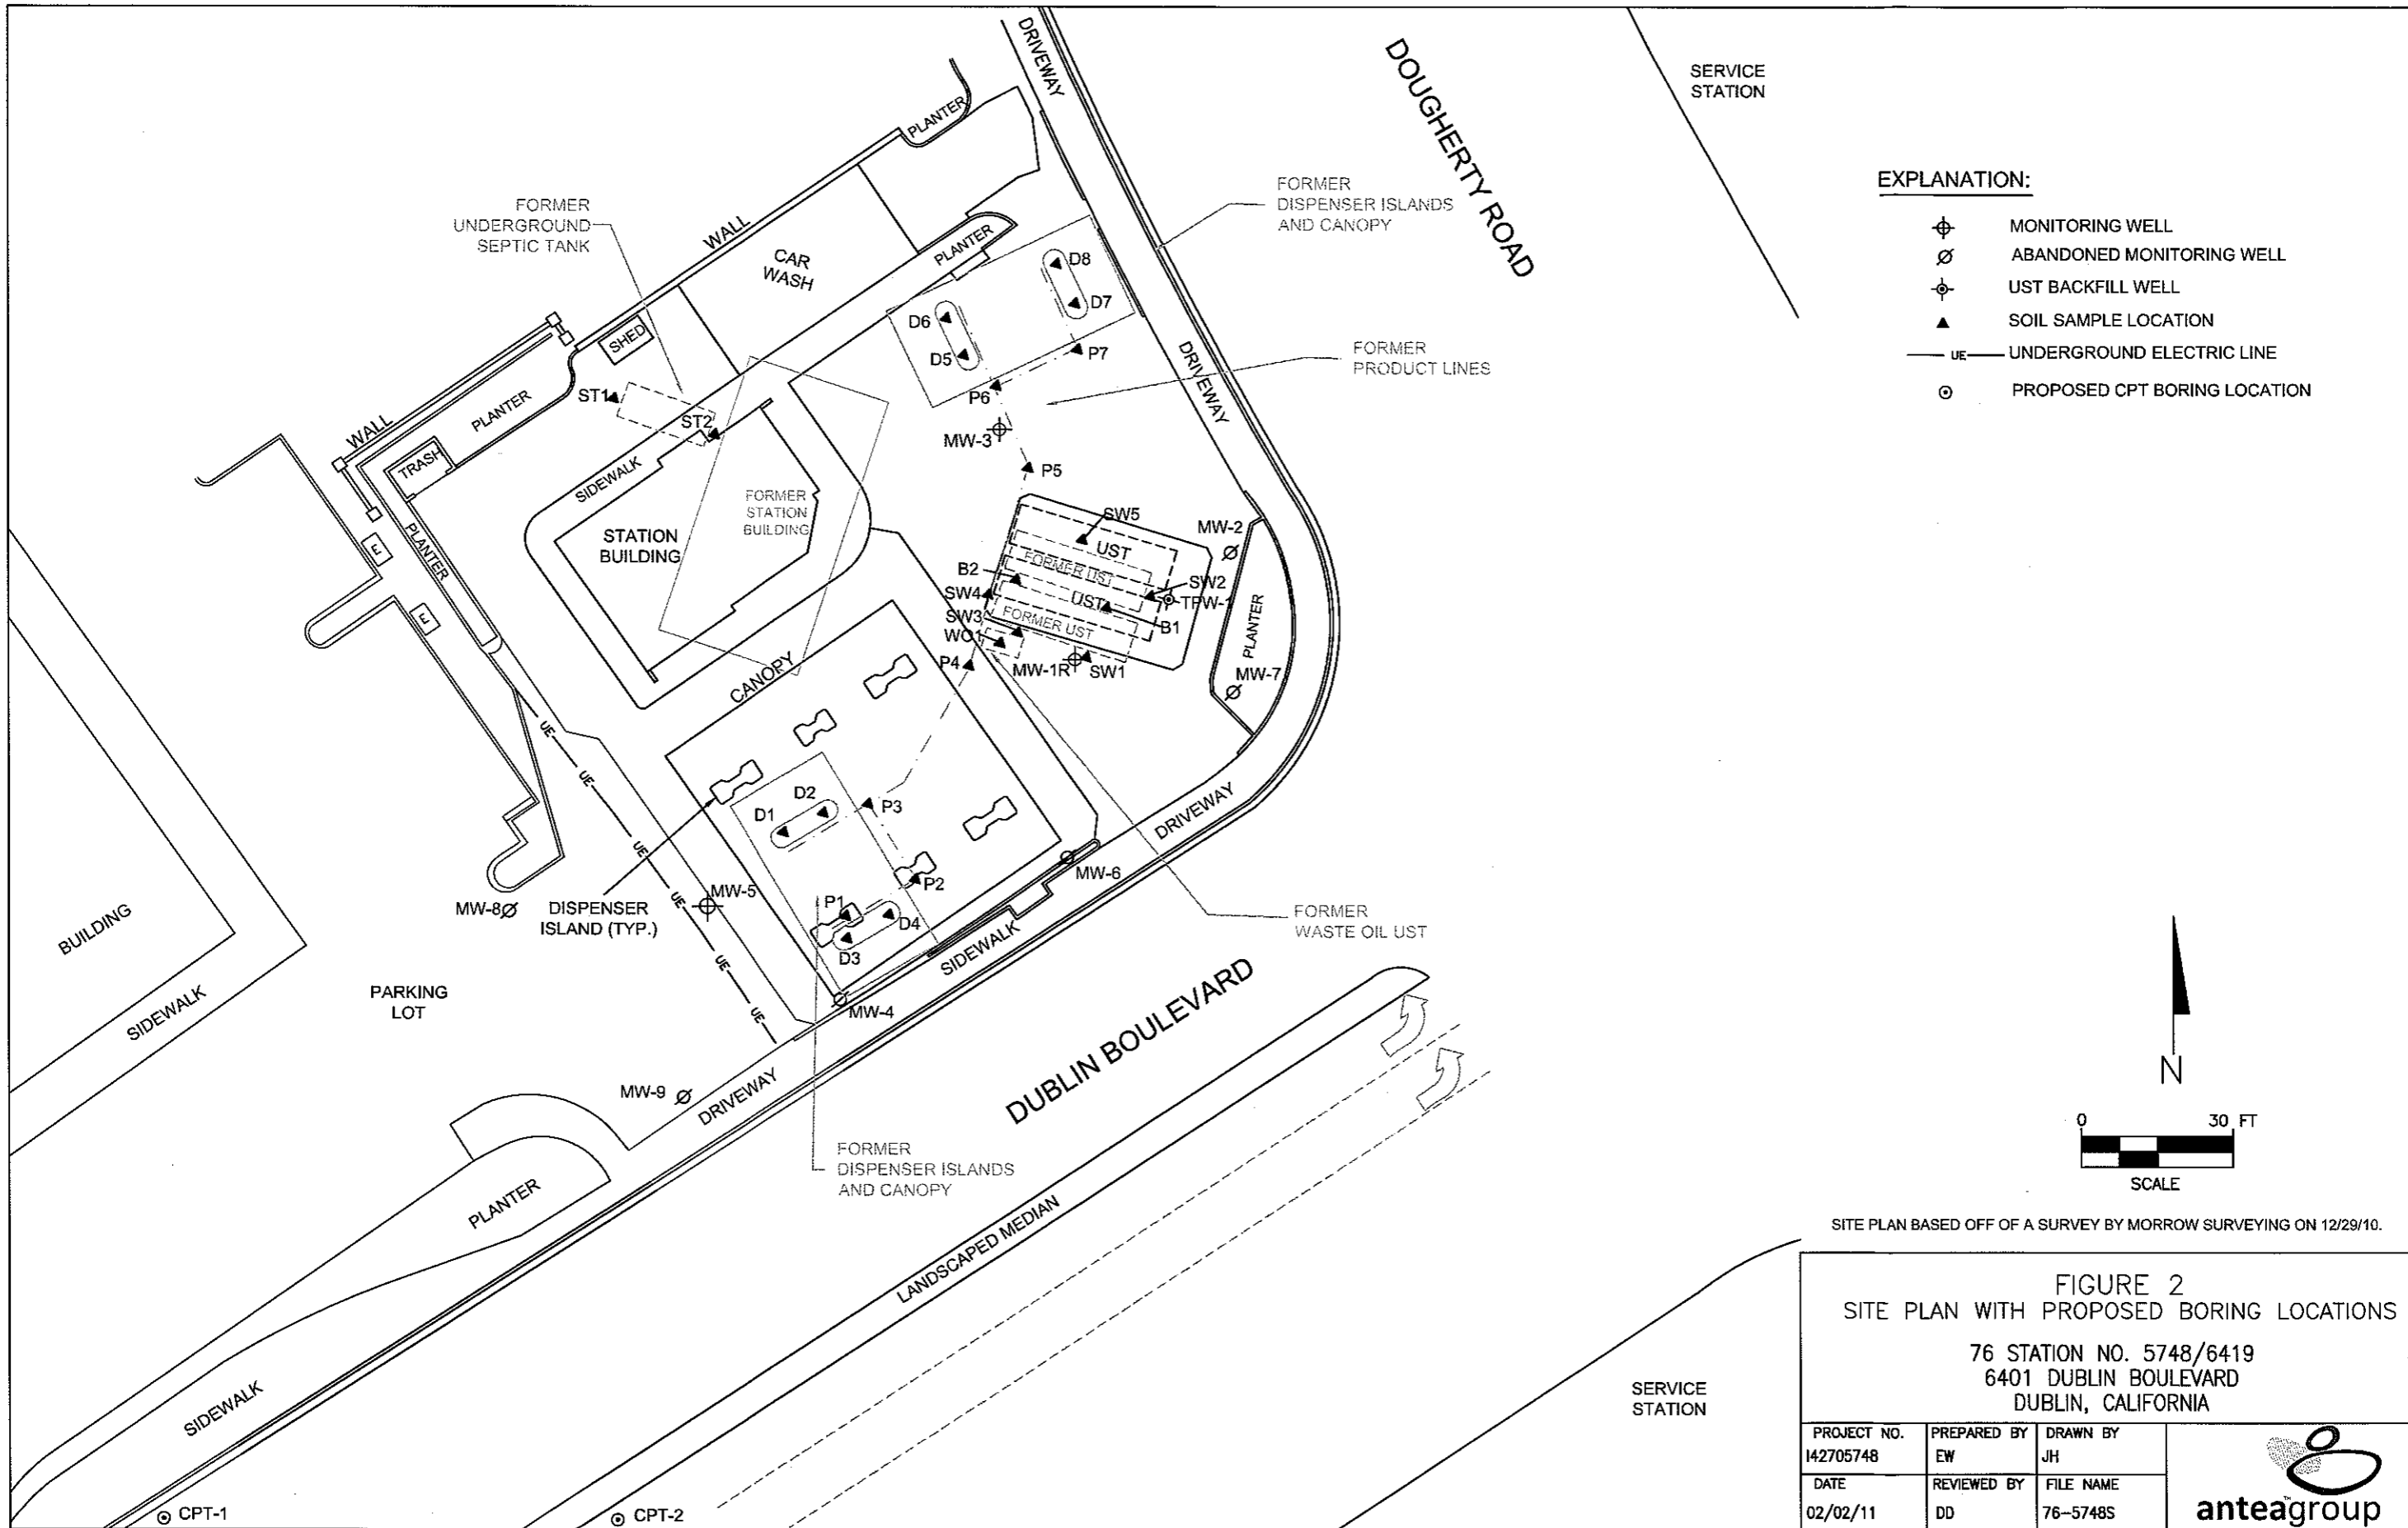 DRIVEWAY
DOUGHERTY ROAD
SERVICE
STATION
EXPLANATION:
MONITORING WELL
ABANDONED MONITORING WELL
UST BACKFILL WELL
SOIL SAMPLE LOCATION
UE
UNDERGROUND ELECTRIC LINE
PROPOSED CPT BORING LOCATION
PLANTER
FORMER
UNDERGROUND
SEPTIC TANK
WALL
CAR
WASH
PLANTER
FORMER
DISPENSER ISLANDS
AND CANOPY
D8
D7
D6
D5
P7
P6
FORMER
PRODUCT LINES
DRIVEWAY
SHED
ST1
ST2
PLANTER
WALL
TRASH
MW-3
P5
SIDEWALK
FORMER
STATION
BUILDING
STATION
BUILDING
PLANTER
E
E
SW5
UST
MW-2
FORMER UST
B2
SW2
SW4
UST
TPW-1
SW3
FORMER UST
B1
WO1
P4
MW-1R
SW1
PLANTER
MW-7
CANOPY
UE
UE
UE
UE
UE
UE
D1
D2
P3
DRIVEWAY
MW-6
P2
MW-5
P1
D4
D3
MW-8
DISPENSER
ISLAND (TYP.)
FORMER
WASTE OIL UST
SIDEWALK
BUILDING
SIDEWALK
PARKING
LOT
MW-4
DUBLIN BOULEVARD
MW-9
DRIVEWAY
FORMER
DISPENSER ISLANDS
AND CANOPY
PLANTER
LANDSCAPED MEDIAN
SIDEWALK
CPT-1
CPT-2
SERVICE
STATION
N
0 30 FT
SCALE
SITE PLAN BASED OFF OF A SURVEY BY MORROW SURVEYING ON 12/29/10.
FIGURE 2
SITE PLAN WITH PROPOSED BORING LOCATIONS
76 STATION NO. 5748/6419
6401 DUBLIN BOULEVARD
DUBLIN, CALIFORNIA
PROJECT NO. PREPARED BY DRAWN BY
I42705748 EW JH
DATE REVIEWED BY FILE NAME
02/02/11 DD 76-5748S
anteagroup